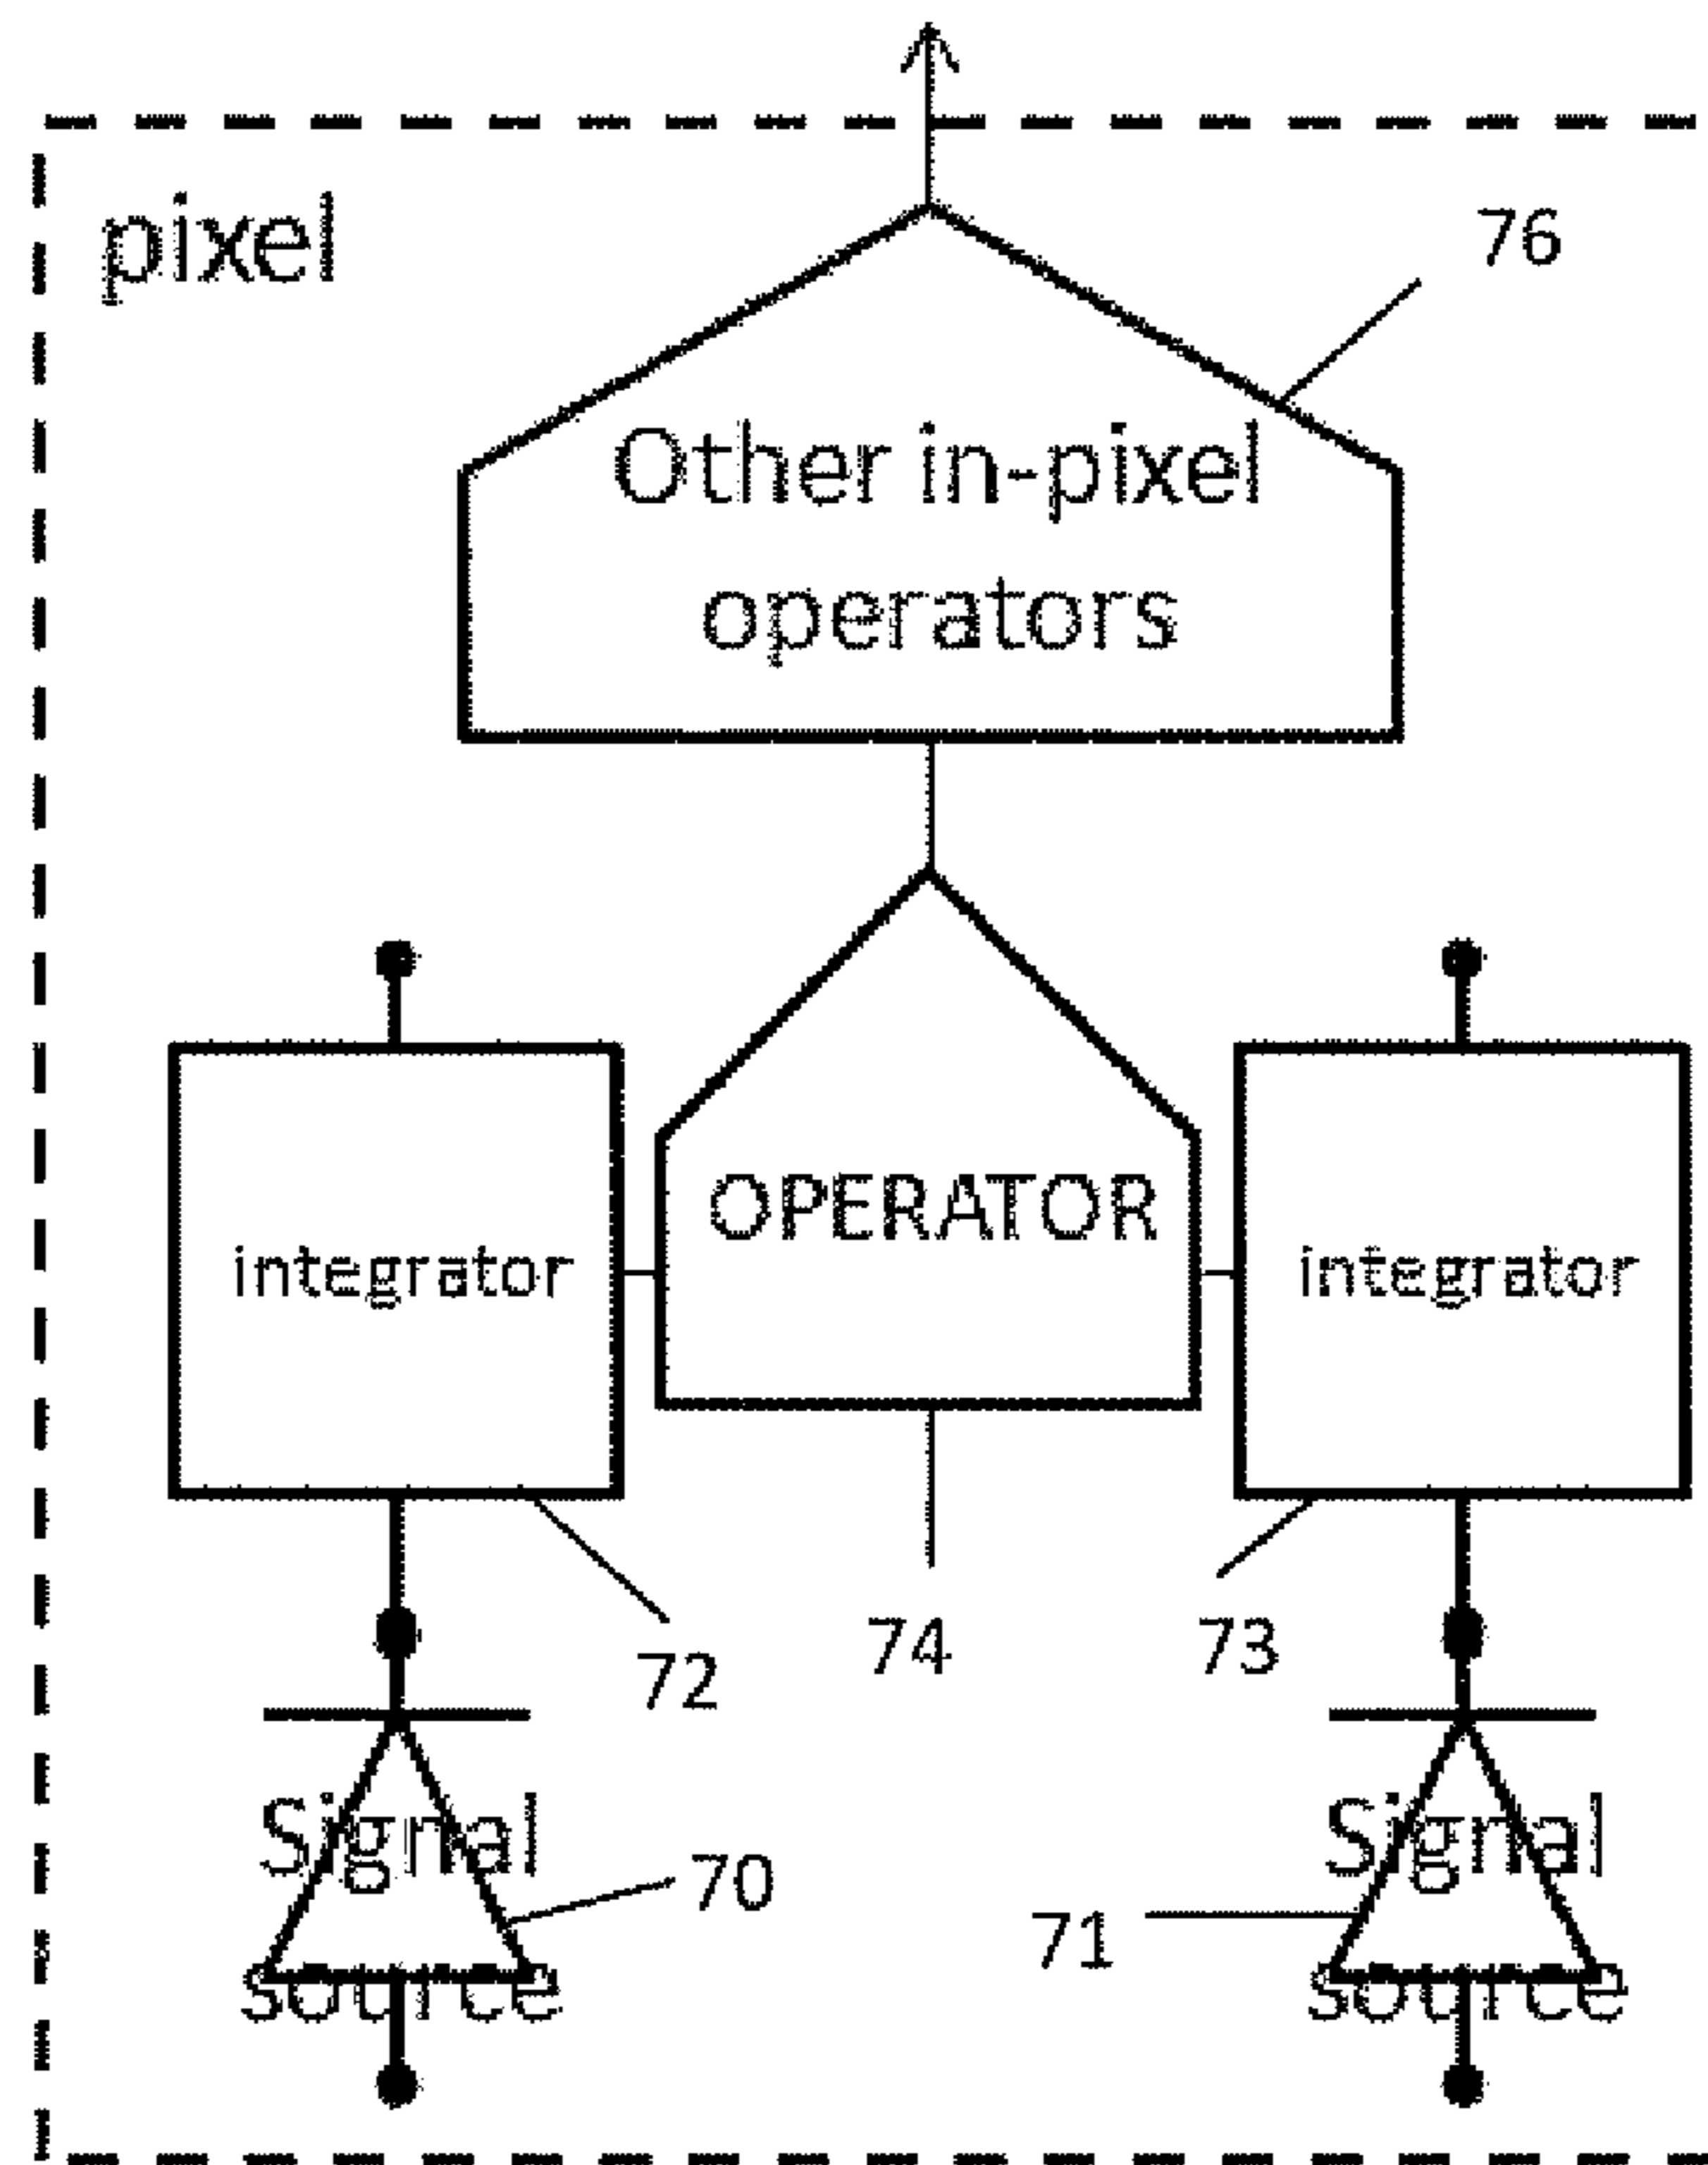 pixel
76
Other in-pixel
operators
OPERATOR
integrator
integrator
72
74
73
Signal
source
70
71
Signal
source